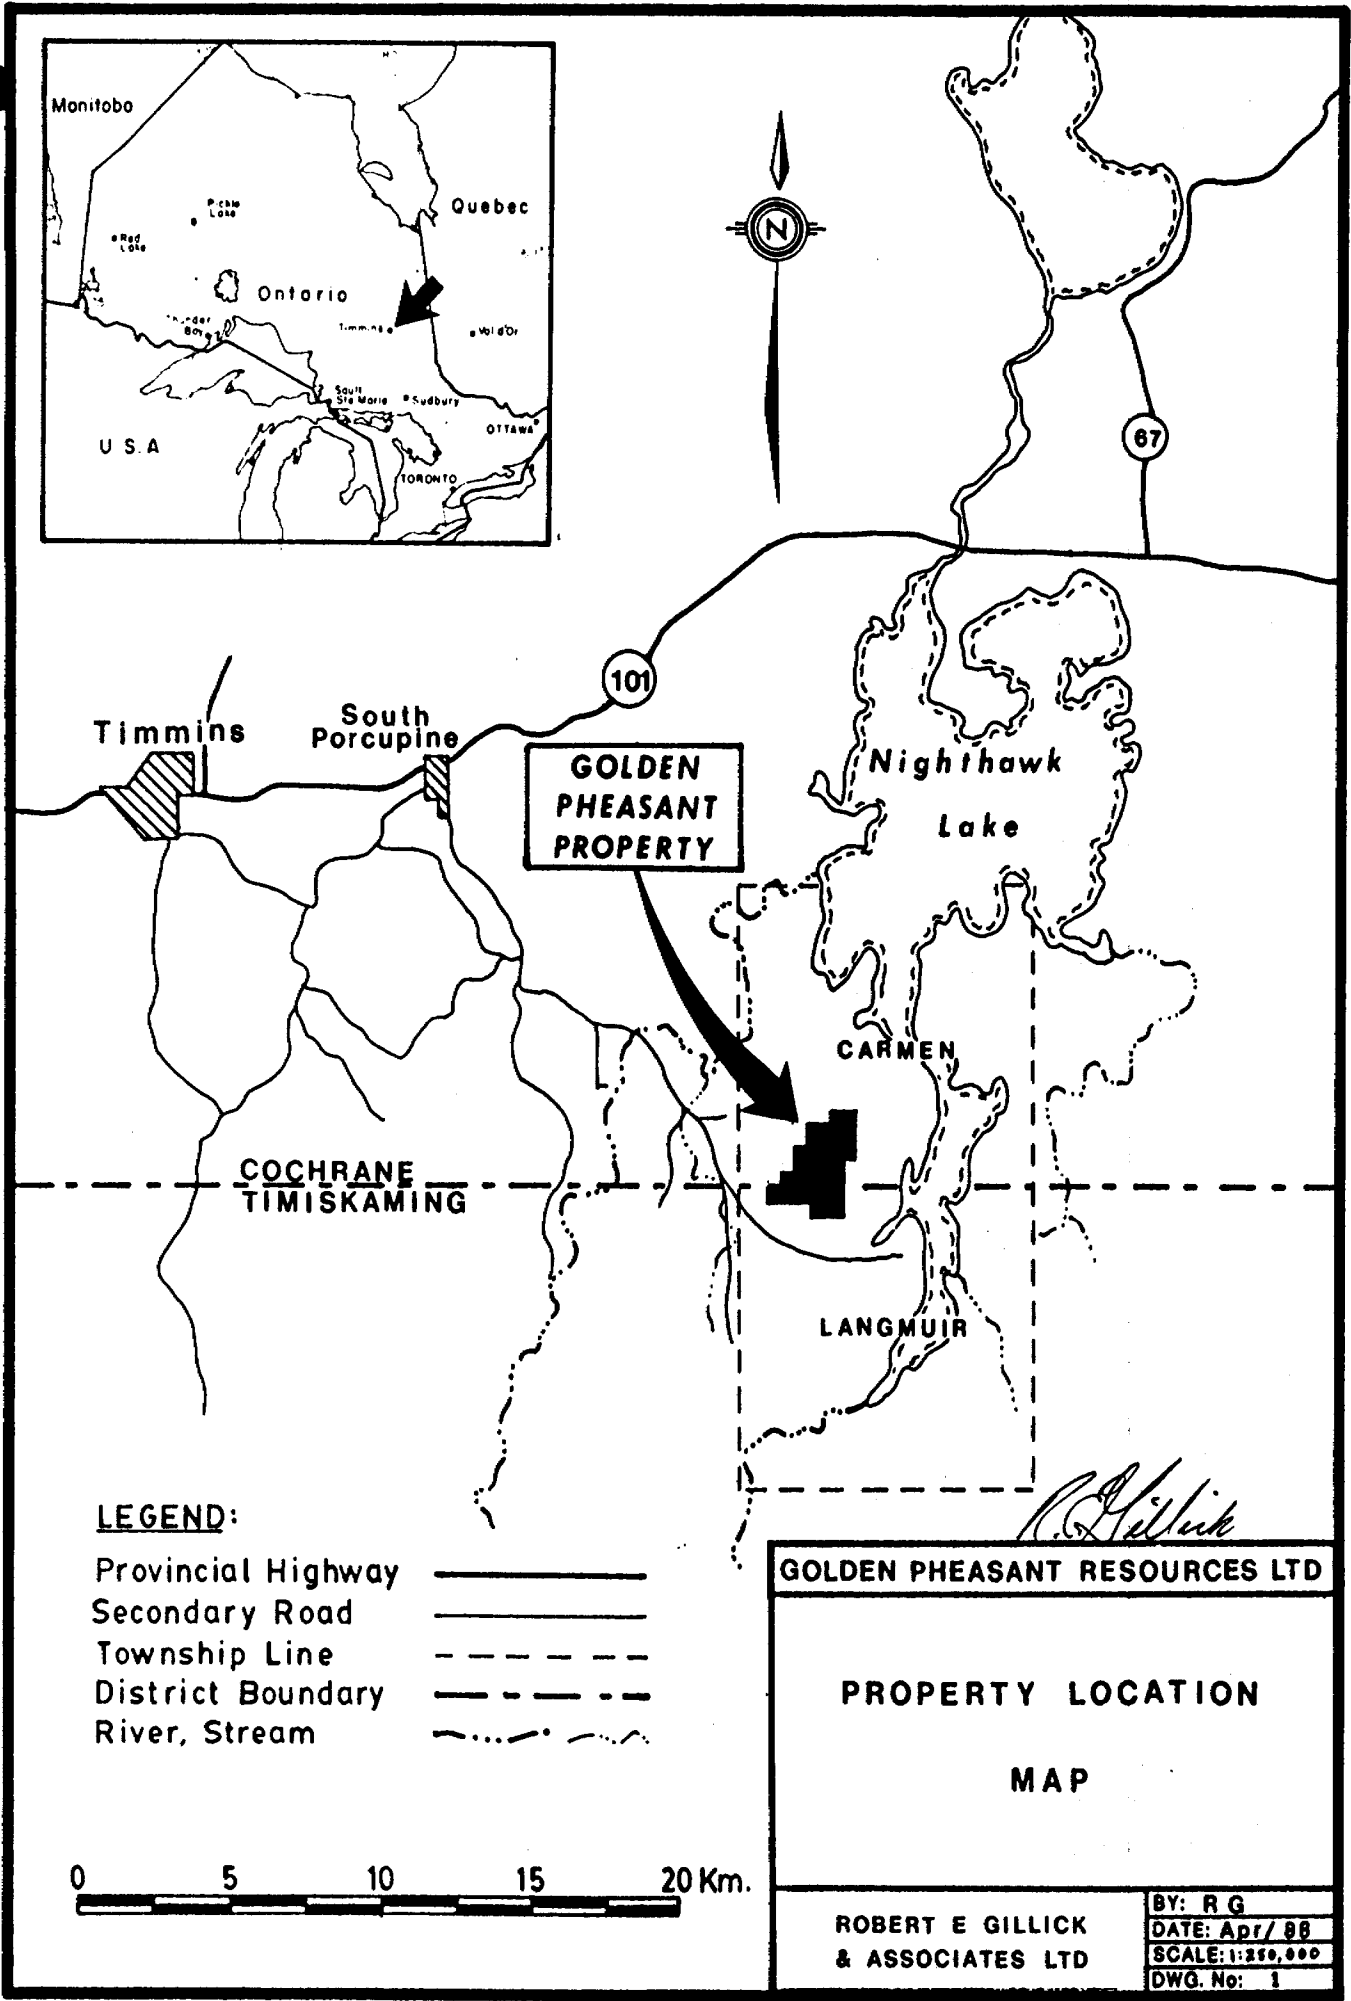 Manitoba
Pickle
Lake
Quebec
Red
Lake
Ontario
Thunder
Bay
Timmins
Val d'Or
Sault
Ste Marie
Sudbury
OTTAWA
U.S.A
TORONTO
N
67
101
Timmins
South
Porcupine
GOLDEN
PHEASANT
PROPERTY
Nighthawk
Lake
CARMEN
COCHRANE
TIMISKAMING
LANGMUIR
LEGEND:
Provincial Highway
Secondary Road
Township Line
District Boundary
River, Stream
0 5 10 15 20 Km.
R. Gillick
GOLDEN PHEASANT RESOURCES LTD
PROPERTY LOCATION
MAP
ROBERT E GILLICK
& ASSOCIATES LTD
BY: R G
DATE: Apr/
SCALE: 1:250,000
DWG. No: 1